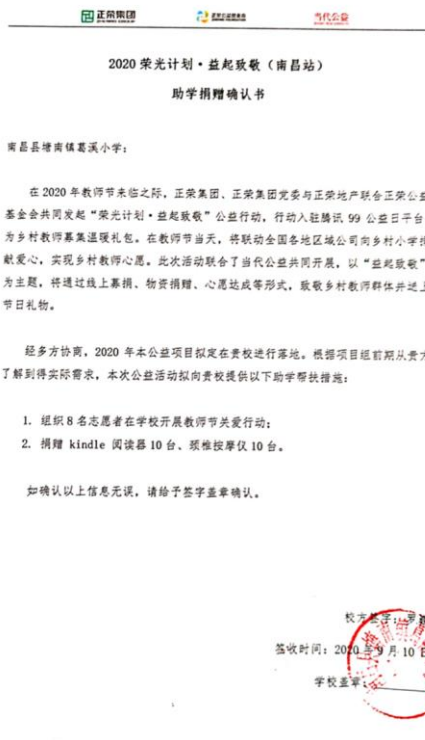 正荣集团 正荣公益基金会 当代公益
2020 荣光计划·益起致敬（南昌站）
助学捐赠确认书
南昌县塘南镇葛溪小学：
在 2020 年教师节来临之际，正荣集团、正荣集团党委与正荣地产联合正荣公益
基金会共同发起“荣光计划·益起致敬”公益行动，行动入驻腾讯 99 公益日平台
为乡村教师募集温暖礼包。在教师节当天，将联动全国各地区域公司向乡村小学捐
献爱心，实现乡村教师心愿。此次活动联合了当代公益共同开展，以“益起致敬”
为主题，将通过线上募捐、物资捐赠、心愿达成等形式，致敬乡村教师群体并送上
节日礼物。
经多方协商，2020 年本公益项目拟定在贵校进行落地。根据项目组前期从贵方
了解到得实际需求，本次公益活动拟向贵校提供以下助学帮扶措施：
1. 组织 8 名志愿者在学校开展教师节关爱行动；
2. 捐赠 kindle 阅读器 10 台、颈椎按摩仪 10 台。
如确认以上信息无误，请给予签字盖章确认。
校方签字：罗
签收时间：2020 年 9 月 10 日
学校盖章：